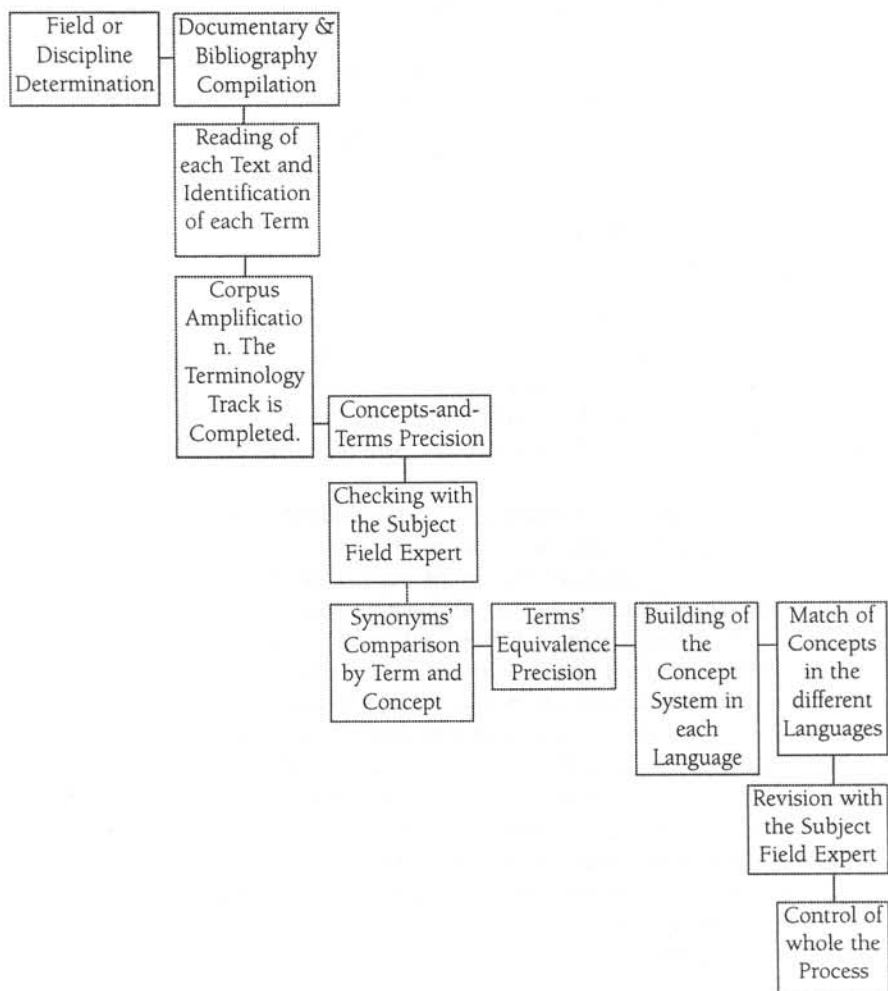 Field or
Discipline
Determination
Documentary &
Bibliography
Compilation
Reading of
each Text and
Identification
of each Term
Corpus
Amplificatio
n. The
Terminology
Track is
Completed.
Concepts-and-
Terms Precision
Checking with
the Subject
Field Expert
Synonyms'
Comparison
by Term and
Concept
Terms'
Equivalence
Precision
Building of
the
Concept
System in
each
Language
Match of
Concepts
in the
different
Languages
Revision with
the Subject
Field Expert
Control of
whole the
Process